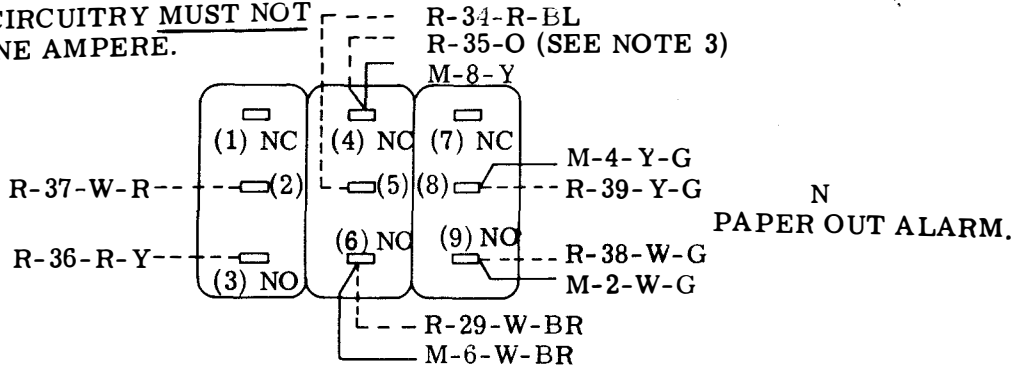 CIRCUITRY MUST NOT
NE AMPERE.
R-34-R-BL
R-35-O (SEE NOTE 3)
M-8-Y
(1) NC
(4) NC
(7) NC
M-4-Y-G
R-37-W-R
(2)
(5)
(8)
R-39-Y-G
N
PAPER OUT ALARM.
(6) NO
(9) NO
R-36-R-Y
R-38-W-G
(3) NO
M-2-W-G
R-29-W-BR
M-6-W-BR